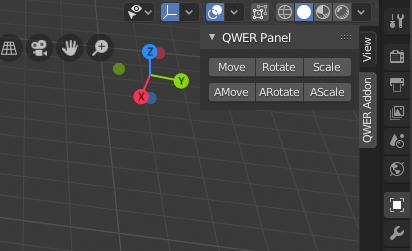 QWER Panel
View
Move Rotate Scale
AMove ARotate AScale
QWER Addon
Z
Y
X